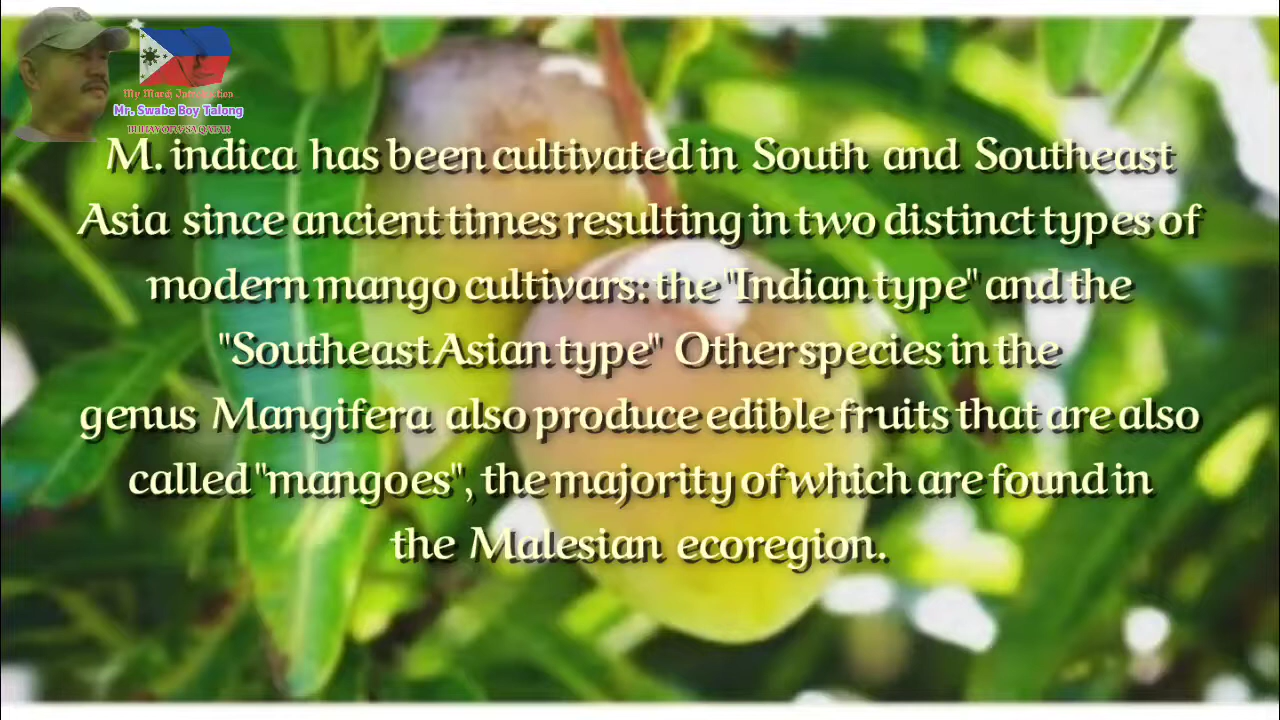 My March Introduction
Mr. Swabe Boy Talong
M. indica has been cultivated in South and Southeast
Asia since ancient times resulting in two distinct types of
modern mango cultivars: the "Indian type" and the
"Southeast Asian type" Other species in the
genus Mangifera also produce edible fruits that are also
called "mangoes", the majority of which are found in
the Malesian ecoregion.